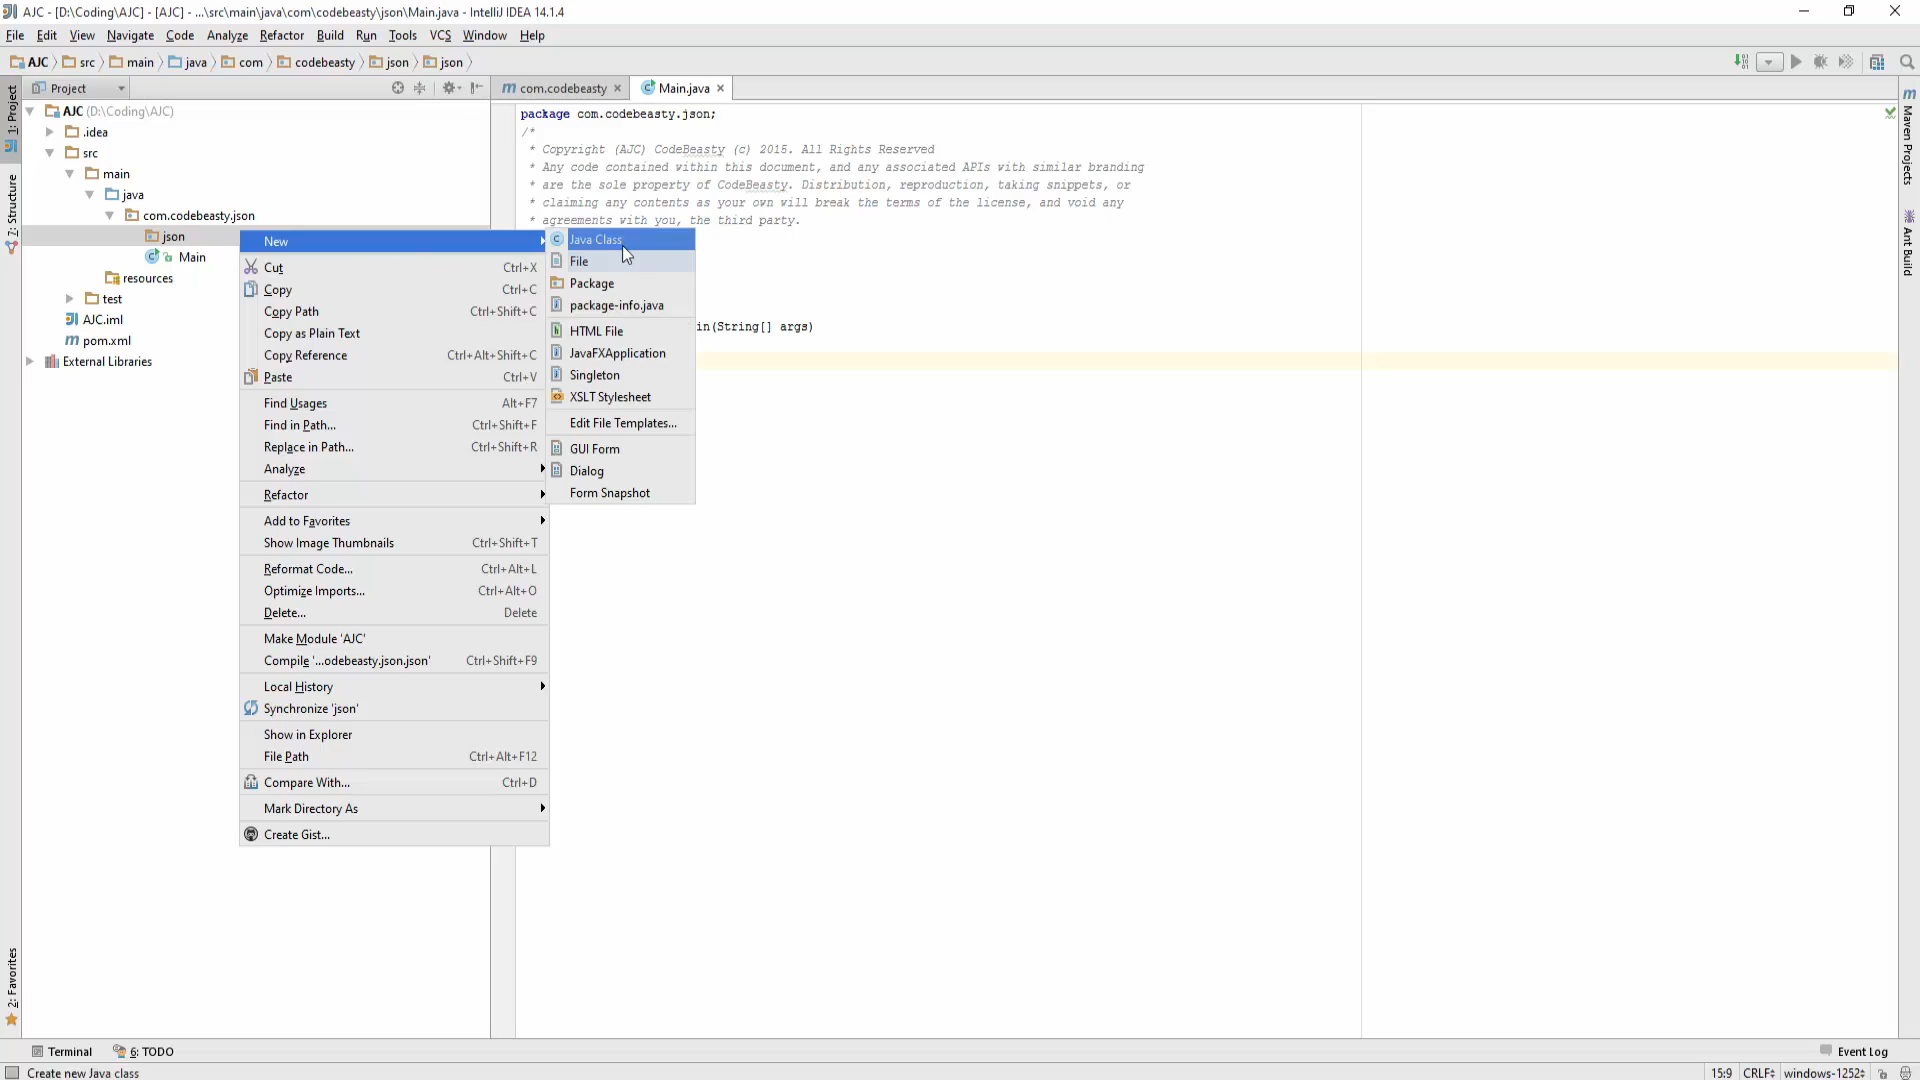 AJC - [D:\Coding\AJC] - [AJC] - ...\src\main\java\com\codebeasty\json\Main.java - IntelliJ IDEA 14.1.4
File Edit View Navigate Code Analyze Refactor Build Run Tools VCS Window Help
AJC src main java com codebeasty json json
1: Project
7: Structure
2: Favorites
Project
AJC (D:\Coding\AJC)
.idea
src
main
java
com.codebeasty.json
json
Main
resources
test
AJC.iml
pom.xml
External Libraries
New
Cut Ctrl+X
Copy Ctrl+C
Copy Path Ctrl+Shift+C
Copy as Plain Text
Copy Reference Ctrl+Alt+Shift+C
Paste Ctrl+V
Find Usages Alt+F7
Find in Path... Ctrl+Shift+F
Replace in Path... Ctrl+Shift+R
Analyze
Refactor
Add to Favorites
Show Image Thumbnails Ctrl+Shift+T
Reformat Code... Ctrl+Alt+L
Optimize Imports... Ctrl+Alt+O
Delete... Delete
Make Module 'AJC'
Compile '...odebeasty.json.json' Ctrl+Shift+F9
Local History
Synchronize 'json'
Show in Explorer
File Path Ctrl+Alt+F12
Compare With... Ctrl+D
Mark Directory As
Create Gist...
Java Class
File
Package
package-info.java
HTML File
JavaFXApplication
Singleton
XSLT Stylesheet
Edit File Templates...
GUI Form
Dialog
Form Snapshot
com.codebeasty Main.java
package com.codebeasty.json;
/*
* Copyright (AJC) CodeBeasty (c) 2015. All Rights Reserved
* Any code contained within this document, and any associated APIs with similar branding
* are the sole property of CodeBeasty. Distribution, reproduction, taking snippets, or
* claiming any contents as your own will break the terms of the license, and void any
* agreements with you, the third party.
in(String[] args)
Maven Projects
Ant Build
Terminal 6: TODO Event Log
Create new Java class 15:9 CRLF windows-1252